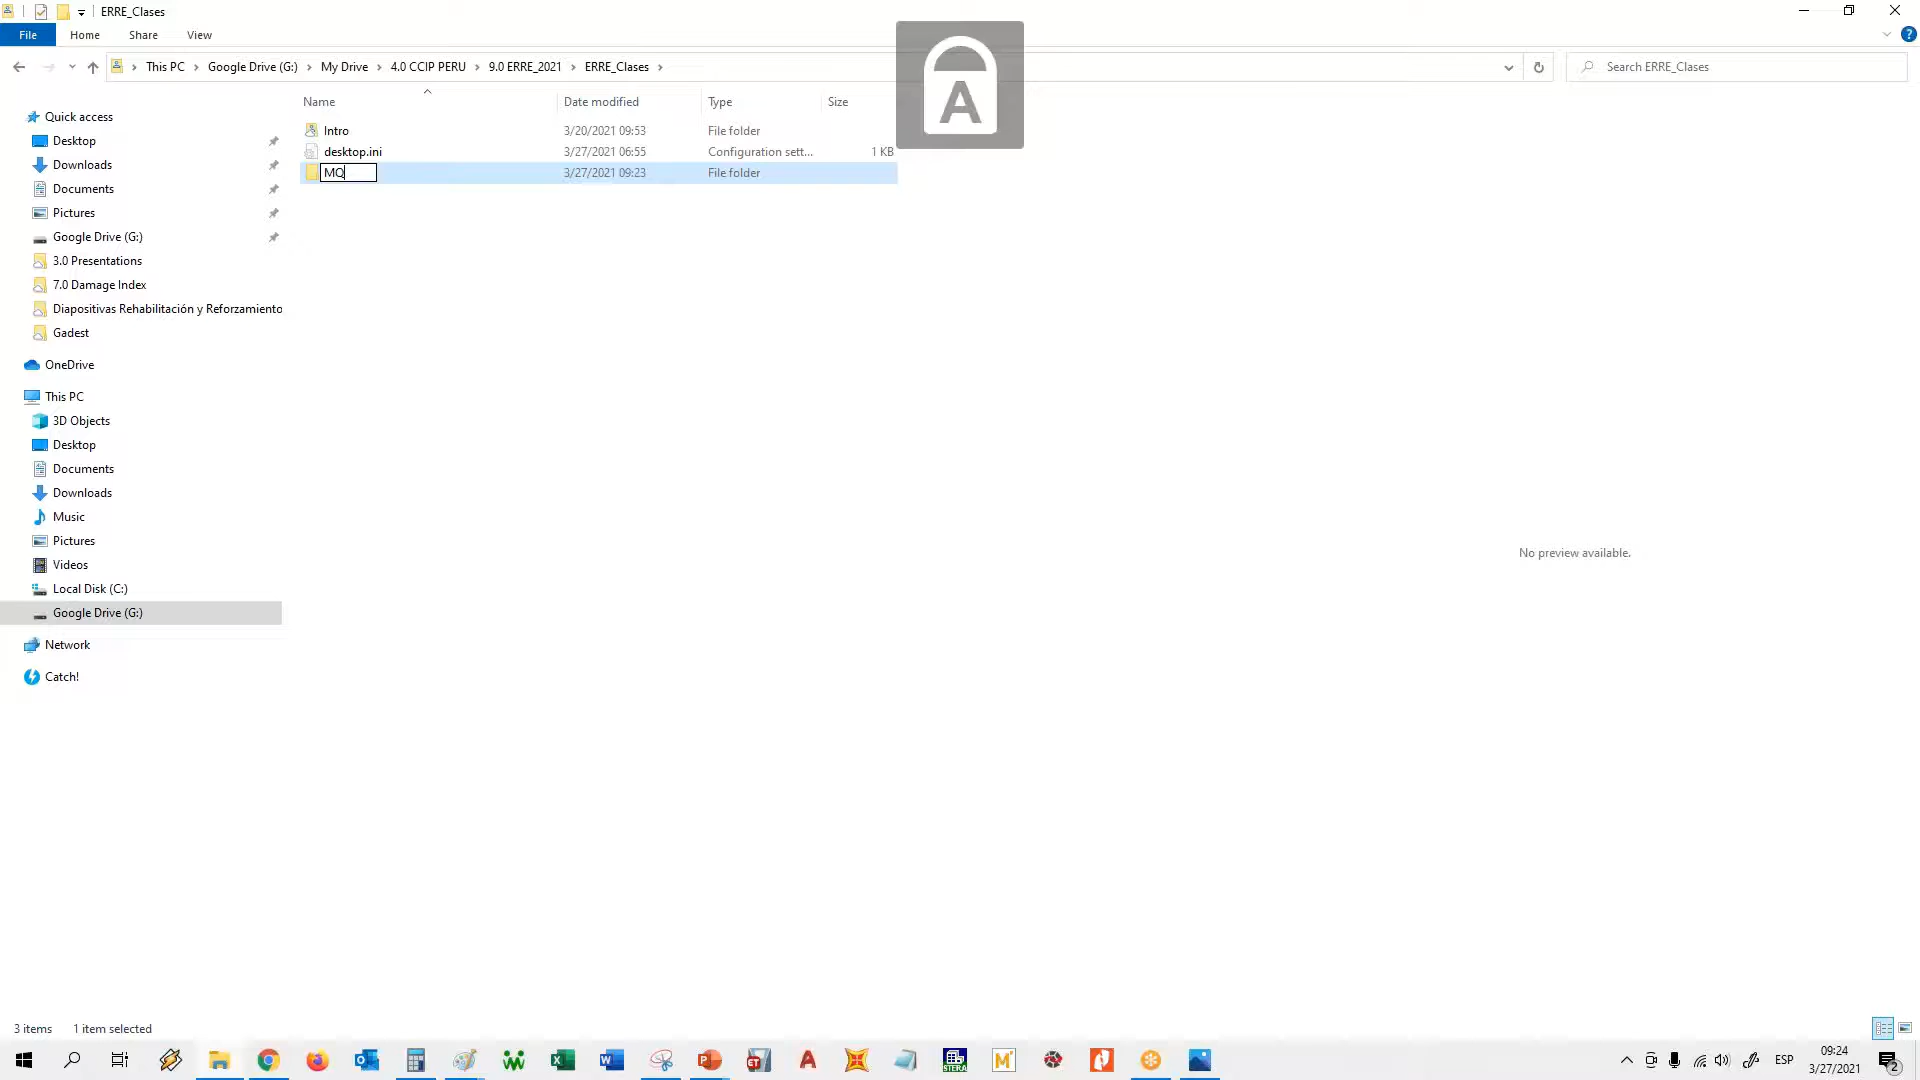 ERRE_Clases
File Home Share View
This PC Google Drive (G:) My Drive 4.0 CCIP PERU 9.0 ERRE_2021 ERRE_Clases
Search ERRE_Clases
A
Name Date modified Type Size
Intro 3/20/2021 09:53 File folder
desktop.ini 3/27/2021 06:55 Configuration sett... 1 KB
MQ 3/27/2021 09:23 File folder
Quick access
Desktop
Downloads
Documents
Pictures
Google Drive (G:)
3.0 Presentations
7.0 Damage Index
Diapositivas Rehabilitación y Reforzamiento
Gadest
OneDrive
This PC
3D Objects
Desktop
Documents
Downloads
Music
Pictures
Videos
Local Disk (C:)
Google Drive (G:)
Network
Catch!
No preview available.
3 items 1 item selected
ESP
09:24
3/27/2021
2